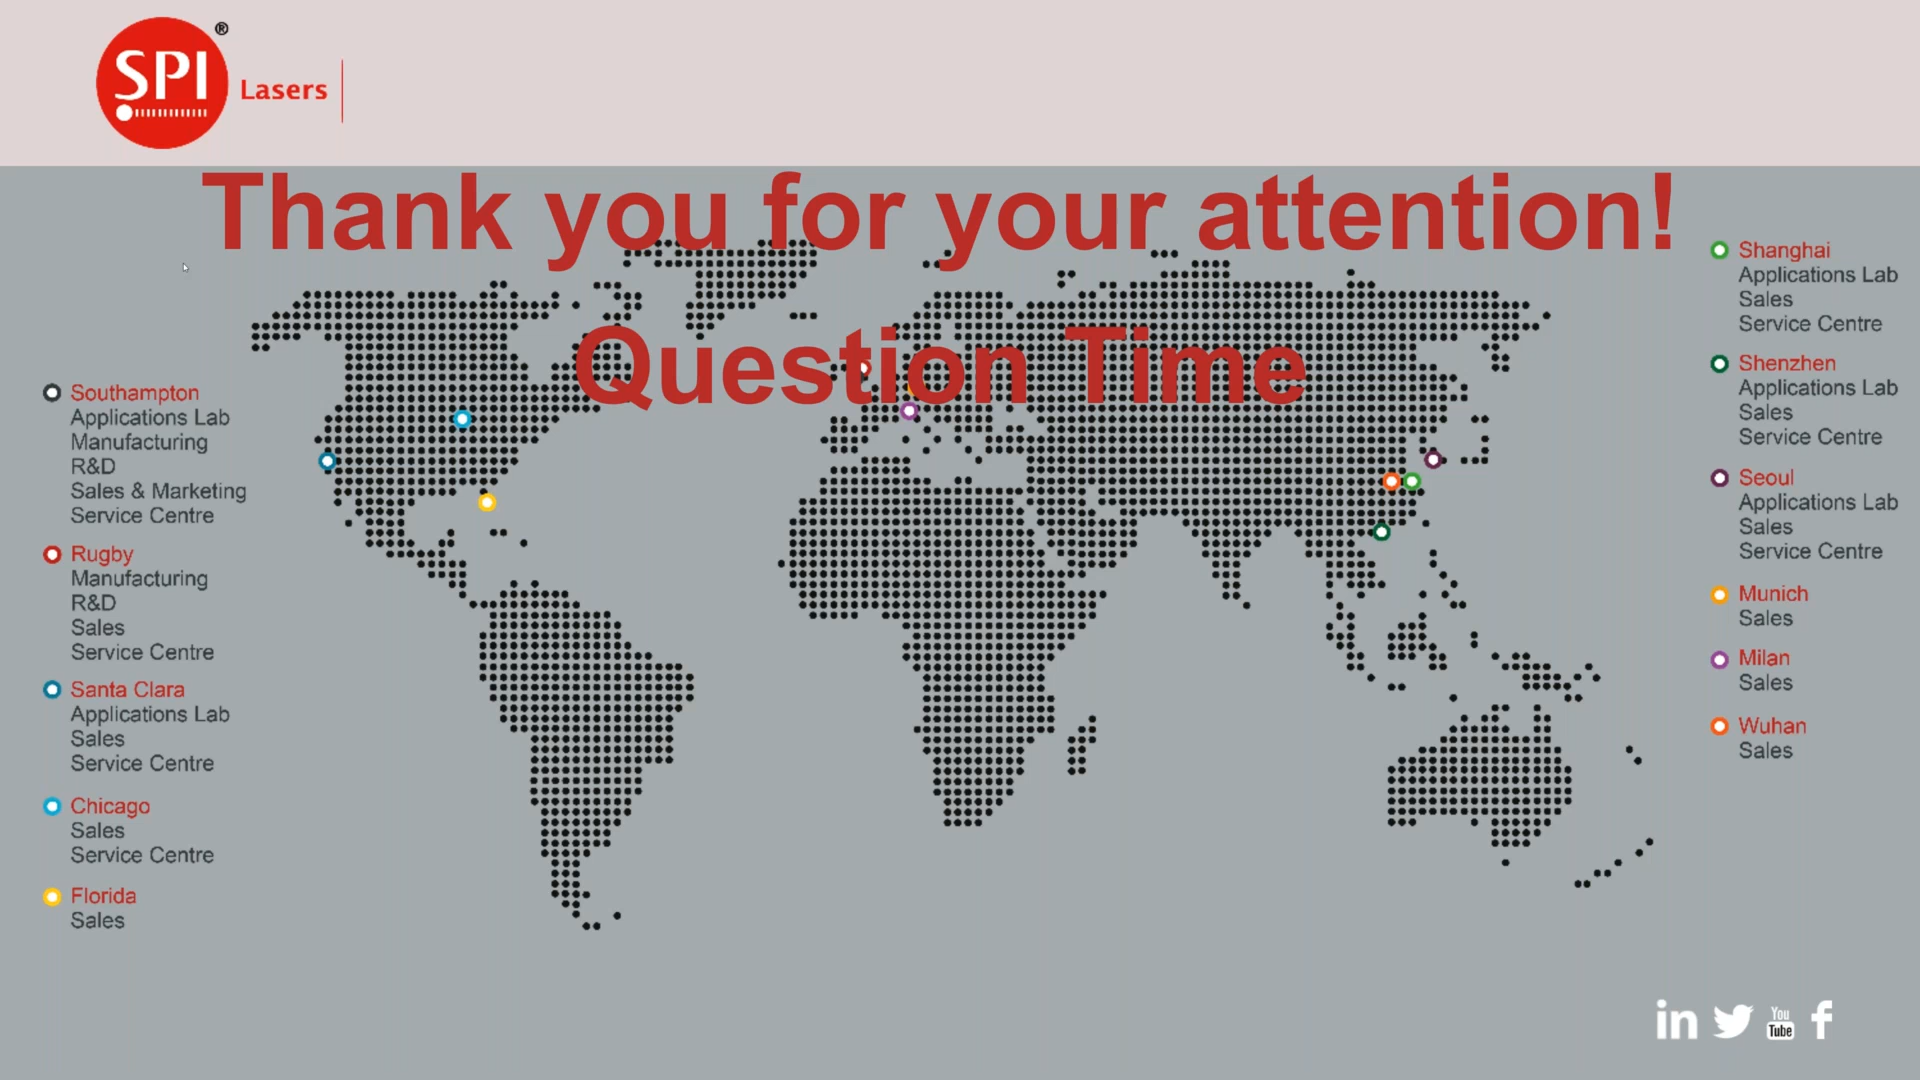 SPI
®
Lasers
Thank you for your attention!
Question Time
Southampton
Applications Lab
Manufacturing
R&D
Sales & Marketing
Service Centre
Rugby
Manufacturing
R&D
Sales
Service Centre
Santa Clara
Applications Lab
Sales
Service Centre
Chicago
Sales
Service Centre
Florida
Sales
Shanghai
Applications Lab
Sales
Service Centre
Shenzhen
Applications Lab
Sales
Service Centre
Seoul
Applications Lab
Sales
Service Centre
Munich
Sales
Milan
Sales
Wuhan
Sales
in
You
Tube
f